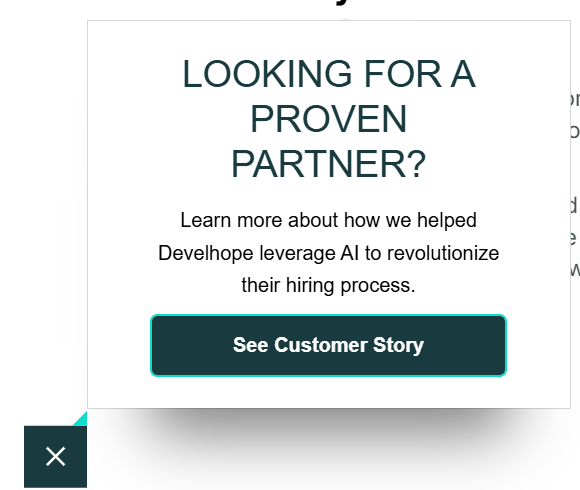 LOOKING FOR A
PROVEN
PARTNER?
Learn more about how we helped
Develhope leverage AI to revolutionize
their hiring process.
See Customer Story